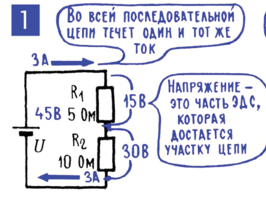 1
Во всей последовательной
цепи течет один и тот же
ток
3А
R1
5 Ом
15В
45В
U
R2
10 Ом
30В
3А
Напряжение –
это часть ЭДС,
которая
достается
участку цепи